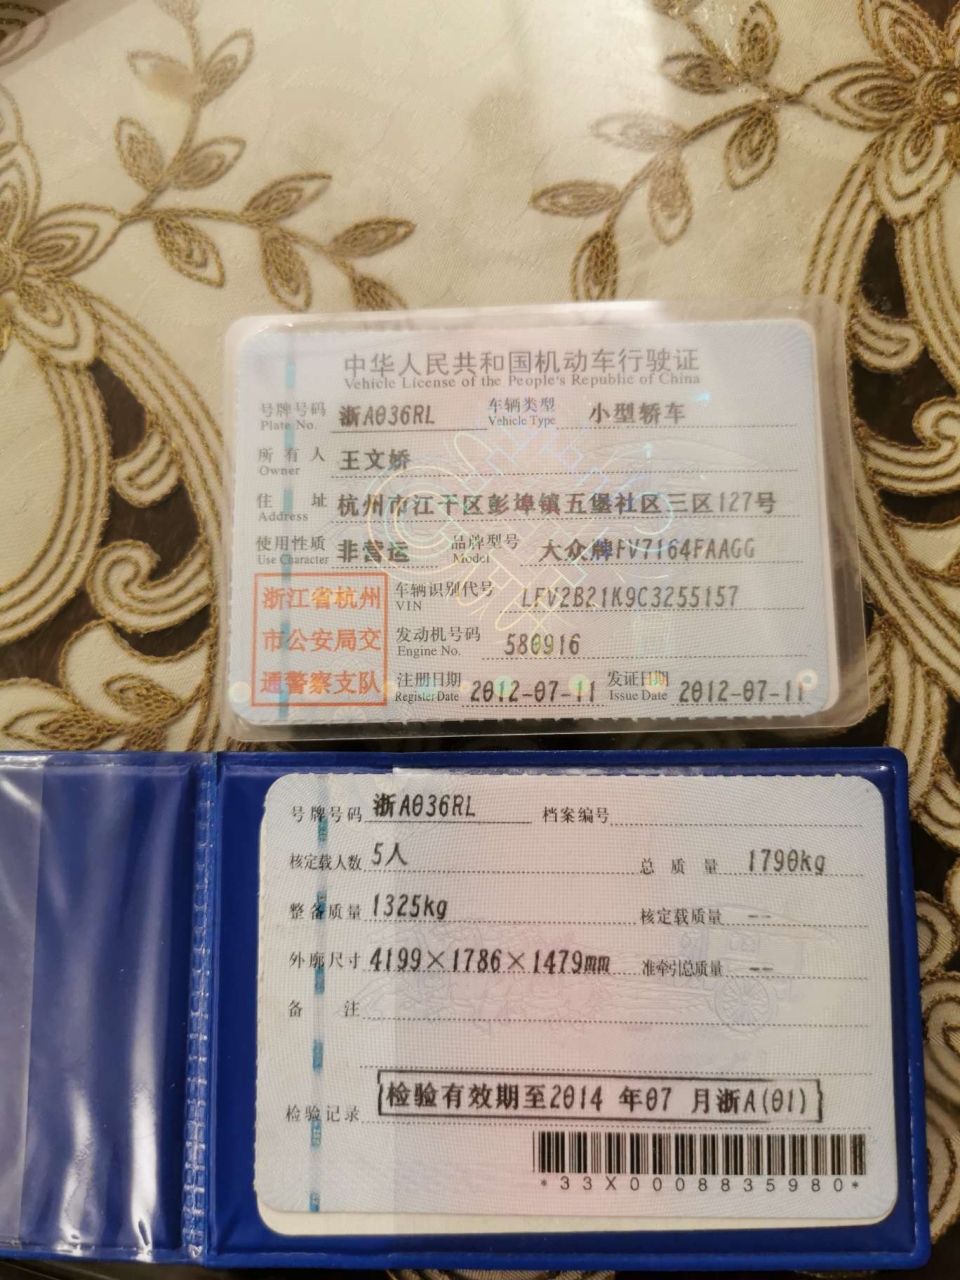 中华人民共和国机动车行驶证
Vehicle License of the People's Republic of China
号牌号码 浙A036RL 车辆类型 小型轿车
Plate No. Vehicle Type
所有人 王文娇
Owner
住址 杭州市江干区彭埠镇五堡社区三区127号
Address
使用性质 非营运 品牌型号 大众牌FV7164FAAGG
Use Character Model
浙江省杭州
市公安局交
通警察支队
车辆识别代号 LFV2B21K9C3255157
VIN
发动机号码 580916
Engine No.
注册日期 2012-07-11 发证日期 2012-07-11
Register Date Issue Date
号牌号码 浙A036RL 档案编号
核定载人数 5人 总质量 1790kg
整备质量 1325kg 核定载质量 --
外廓尺寸 4199×1786×1479mm 准牵引总质量 --
备注
检验记录 检验有效期至2014年07月浙A(01)
*33X0008835980*